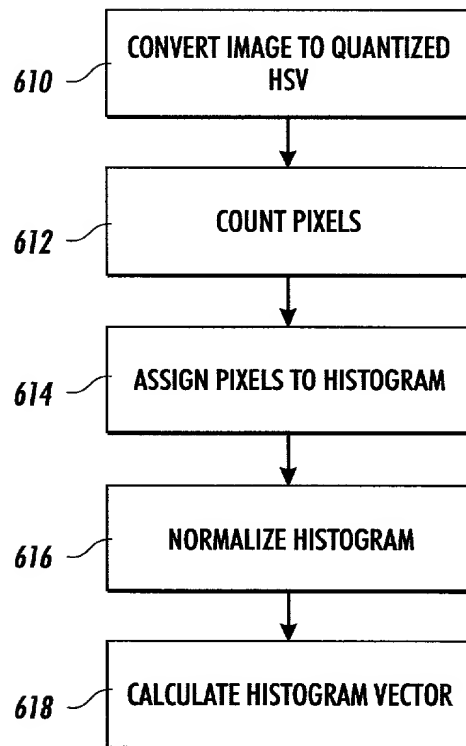 610
CONVERT IMAGE TO QUANTIZED
HSV
612
COUNT PIXELS
614
ASSIGN PIXELS TO HISTOGRAM
616
NORMALIZE HISTOGRAM
618
CALCULATE HISTOGRAM VECTOR